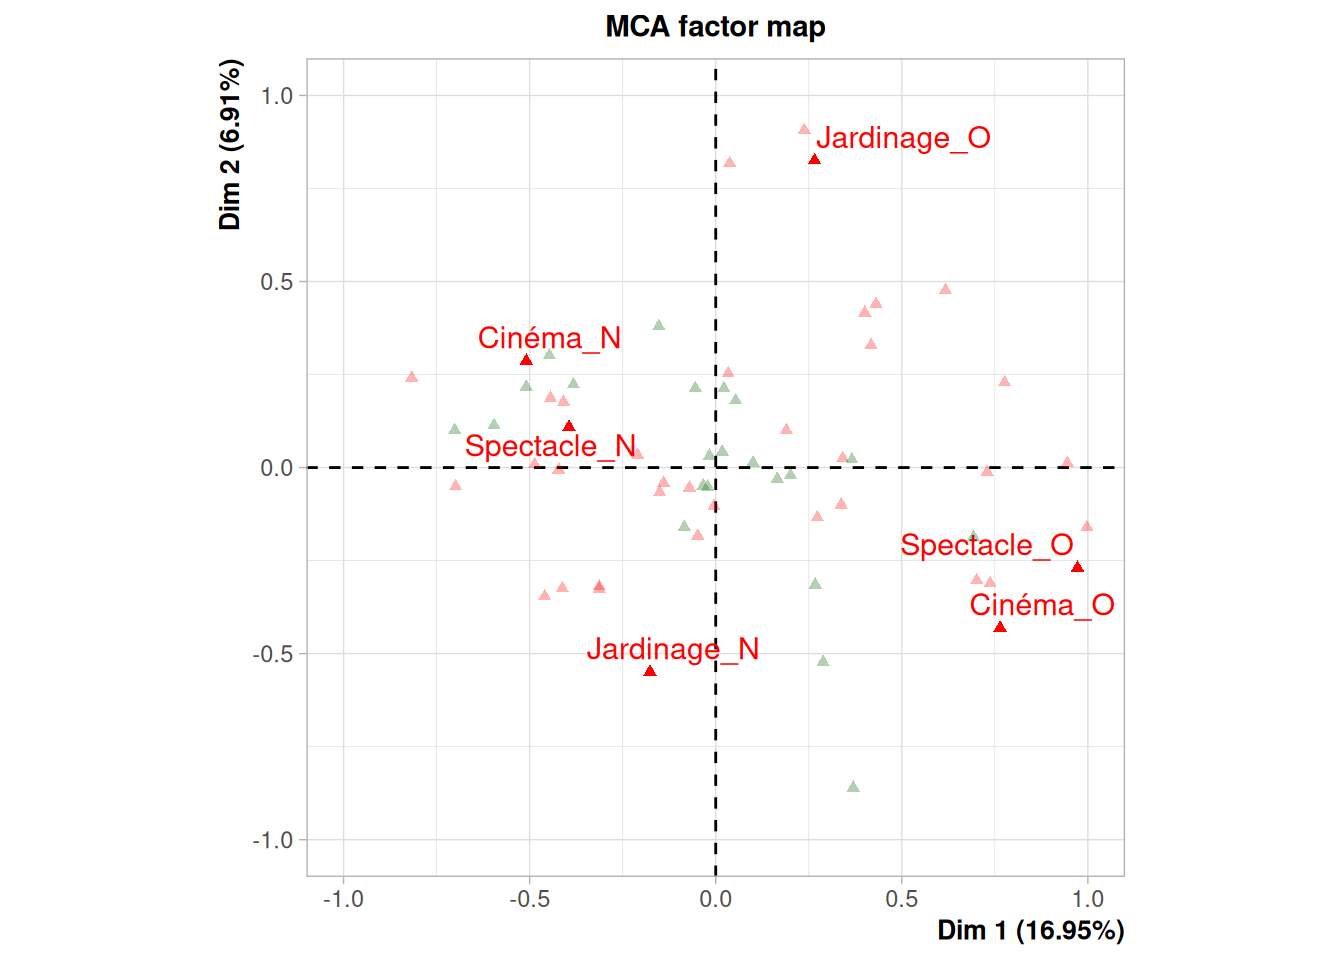 MCA factor map
Dim 2 (6.91%)
1.0
0.5
0.0
-0.5
-1.0
Jardinage_O
Cinéma_N
Spectacle_N
Spectacle_O
Cinéma_O
Jardinage_N
-1.0
-0.5
0.0
0.5
1.0
Dim 1 (16.95%)